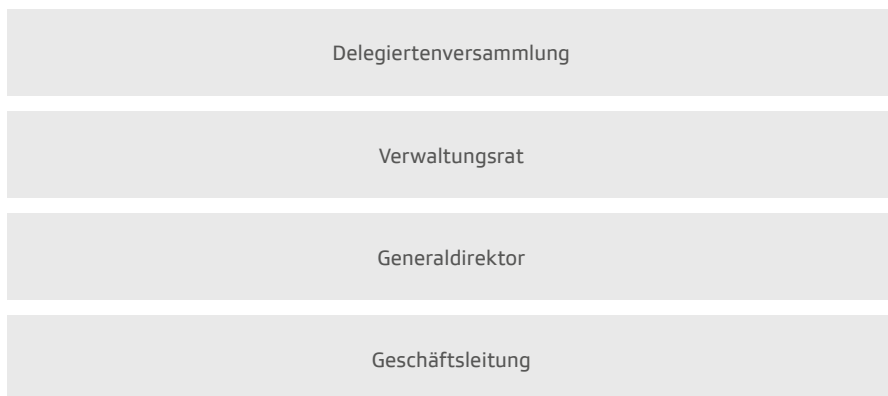 Delegiertenversammlung
Verwaltungsrat
Generaldirektor
Geschäftsleitung